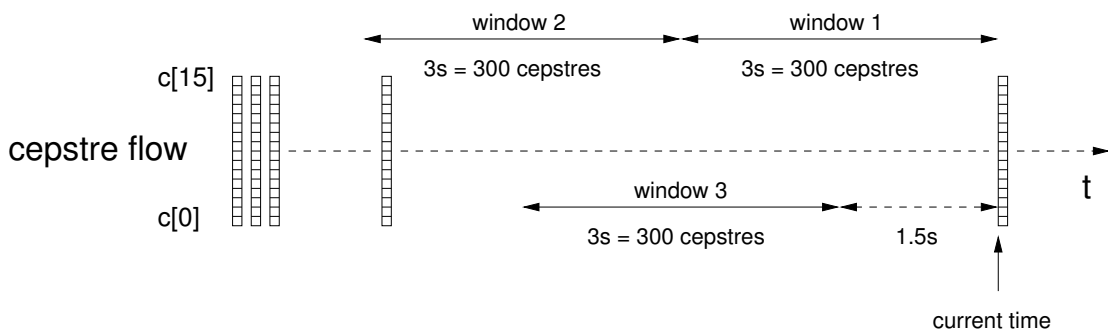 window 2
window 1
c[15]
3s = 300 cepstres
3s = 300 cepstres
cepstre flow
t
window 3
c[0]
3s = 300 cepstres
1.5s
current time